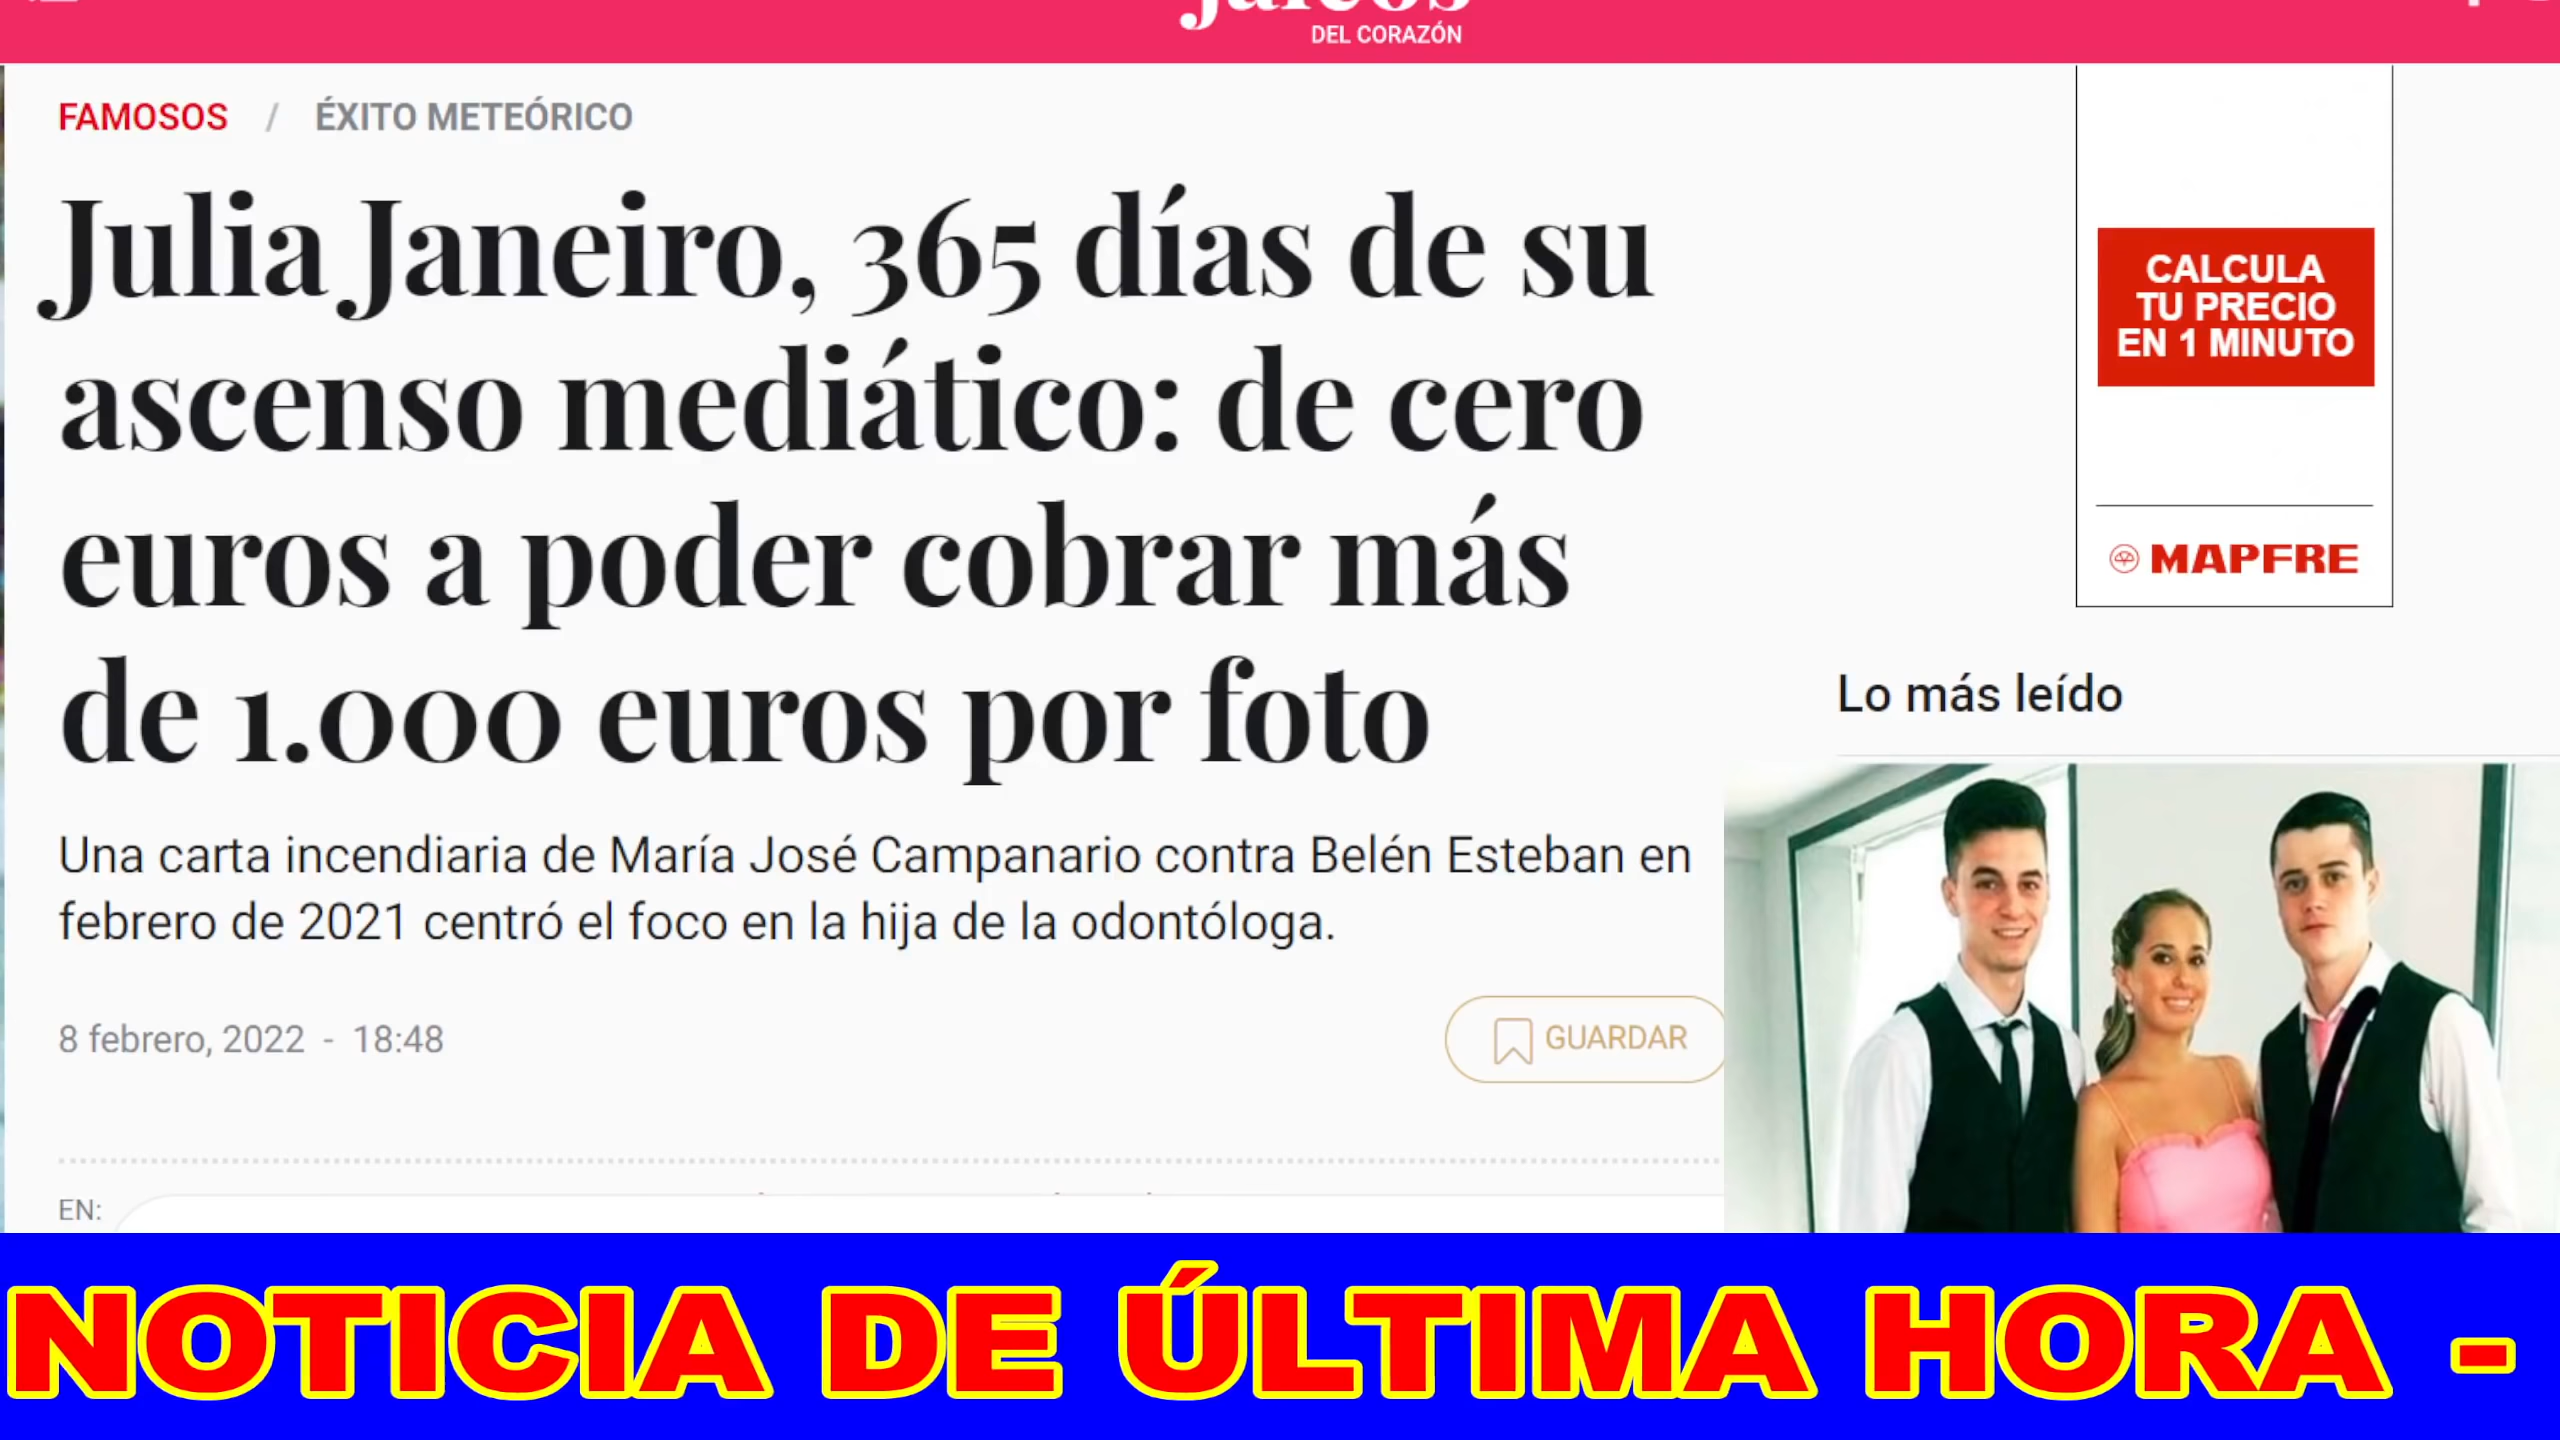 DEL CORAZÓN
FAMOSOS / ÉXITO METEÓRICO
Julia Janeiro, 365 días de su
ascenso mediático: de cero
euros a poder cobrar más
de 1.000 euros por foto
Una carta incendiaria de María José Campanario contra Belén Esteban en
febrero de 2021 centró el foco en la hija de la odontóloga.
8 febrero, 2022 - 18:48
GUARDAR
EN:
CALCULA
TU PRECIO
EN 1 MINUTO
MAPFRE
Lo más leído
NOTICIA DE ÚLTIMA HORA -